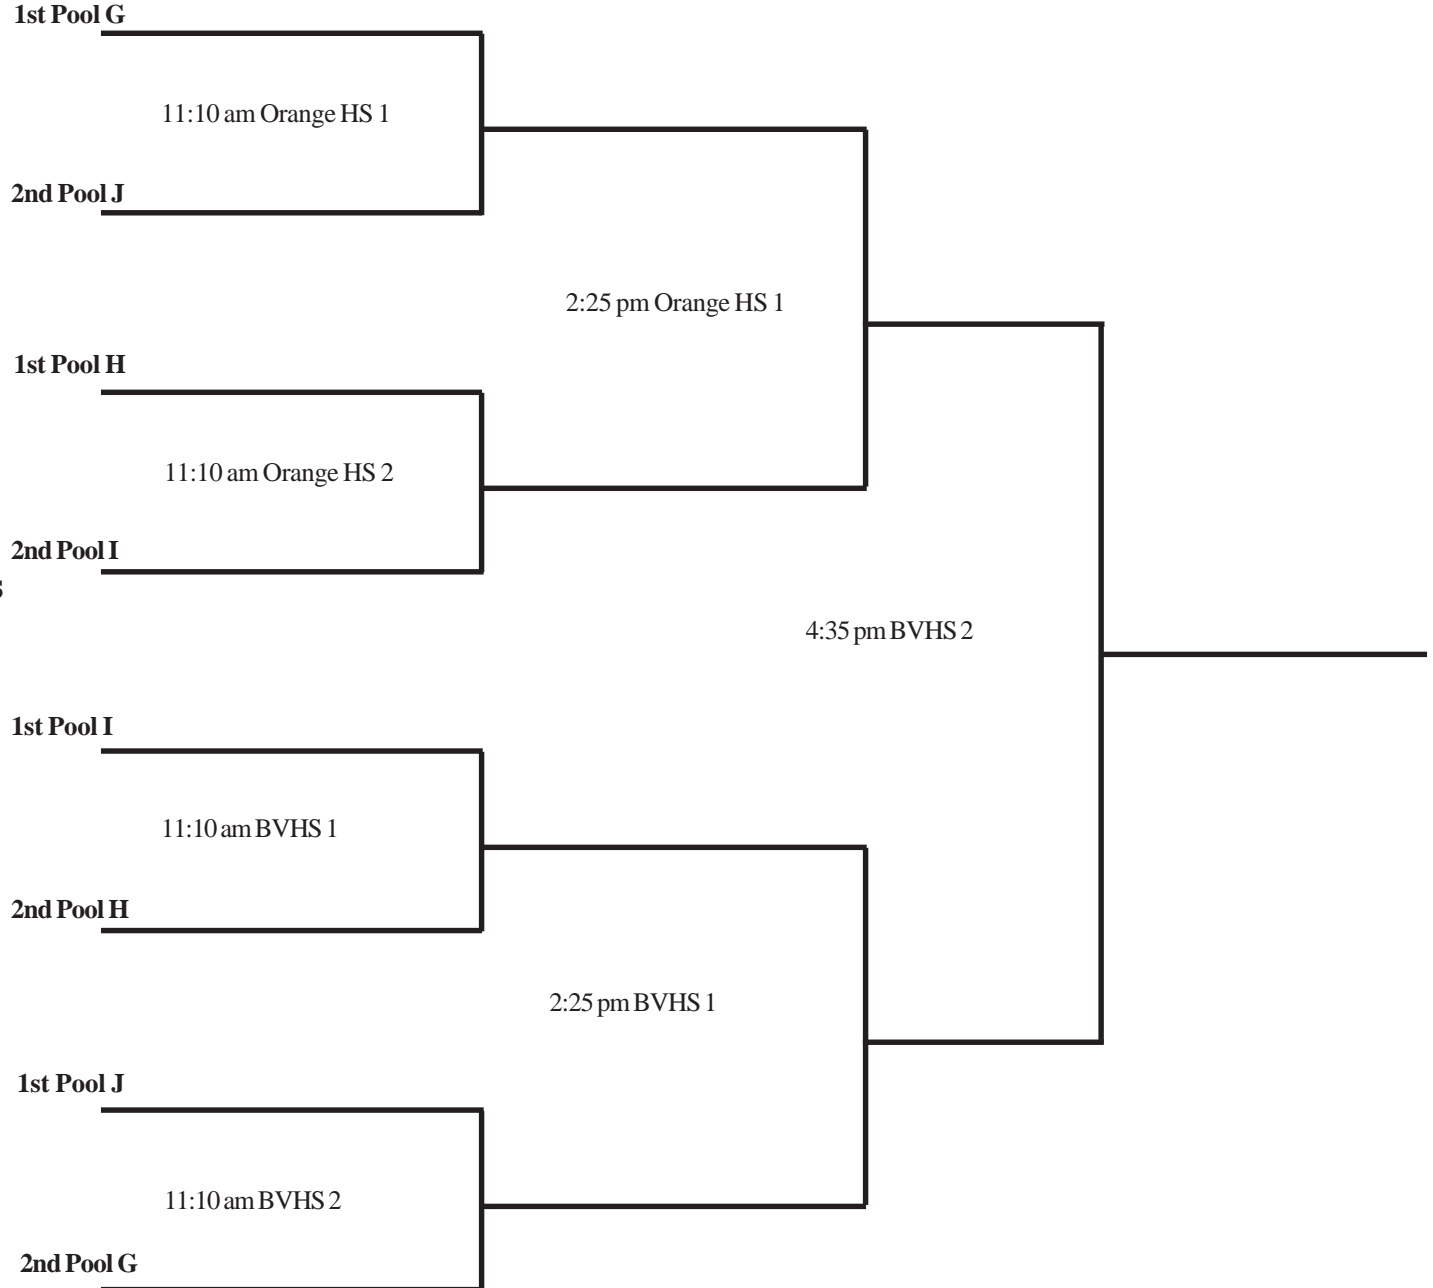 1st Pool G
11:10 am Orange HS 1
2nd Pool J
2:25 pm Orange HS 1
1st Pool H
11:10 am Orange HS 2
2nd Pool I
4:35 pm BVHS 2
1st Pool I
11:10 am BVHS 1
2nd Pool H
2:25 pm BVHS 1
1st Pool J
11:10 am BVHS 2
2nd Pool G